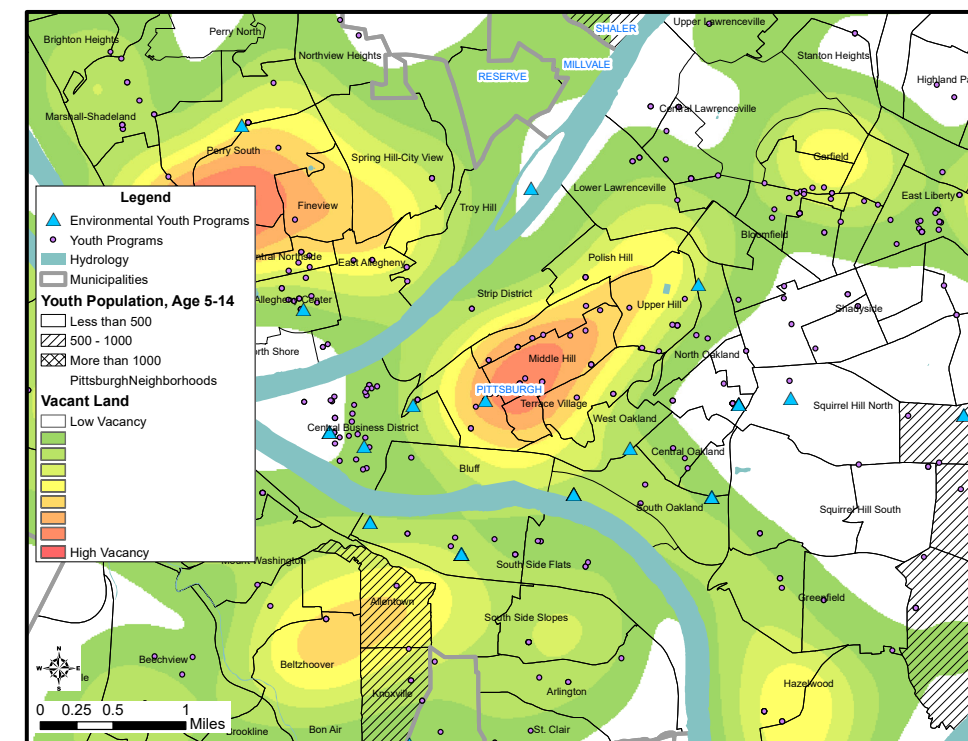 Perry North
Upper Lawrenceville
Brighton Heights
SHALER
Northview Heights
Stanton Heights
MILLVALE
RESERVE
Highland Pa
Central Lawrenceville
Marshall-Shadeland
Perry South
Spring Hill-City View
Garfield
Lower Lawrenceville
East Liberty
Fineview
Troy Hill
Bloomfield
ntral Northside
East Allegheny
Polish Hill
Strip District
Allegheny Center
Upper Hill
Shadyside
rth Shore
Middle Hill
North Oakland
PITTSBURGH
Terrace Village
Squirrel Hill North
West Oakland
Central Business District
Central Oakland
Bluff
South Oakland
Squirrel Hill South
Mount Washington
South Side Flats
Allentown
Greenfield
South Side Slopes
Beechview
Beltzhoover
le
Knoxville
Arlington
Hazelwood
Brookline
Bon Air
St. Clair
Legend
Environmental Youth Programs
Youth Programs
Hydrology
Municipalities
Youth Population, Age 5-14
Less than 500
500 - 1000
More than 1000
PittsburghNeighborhoods
Vacant Land
Low Vacancy
High Vacancy
N
W E
S
0 0.25 0.5 1
Miles